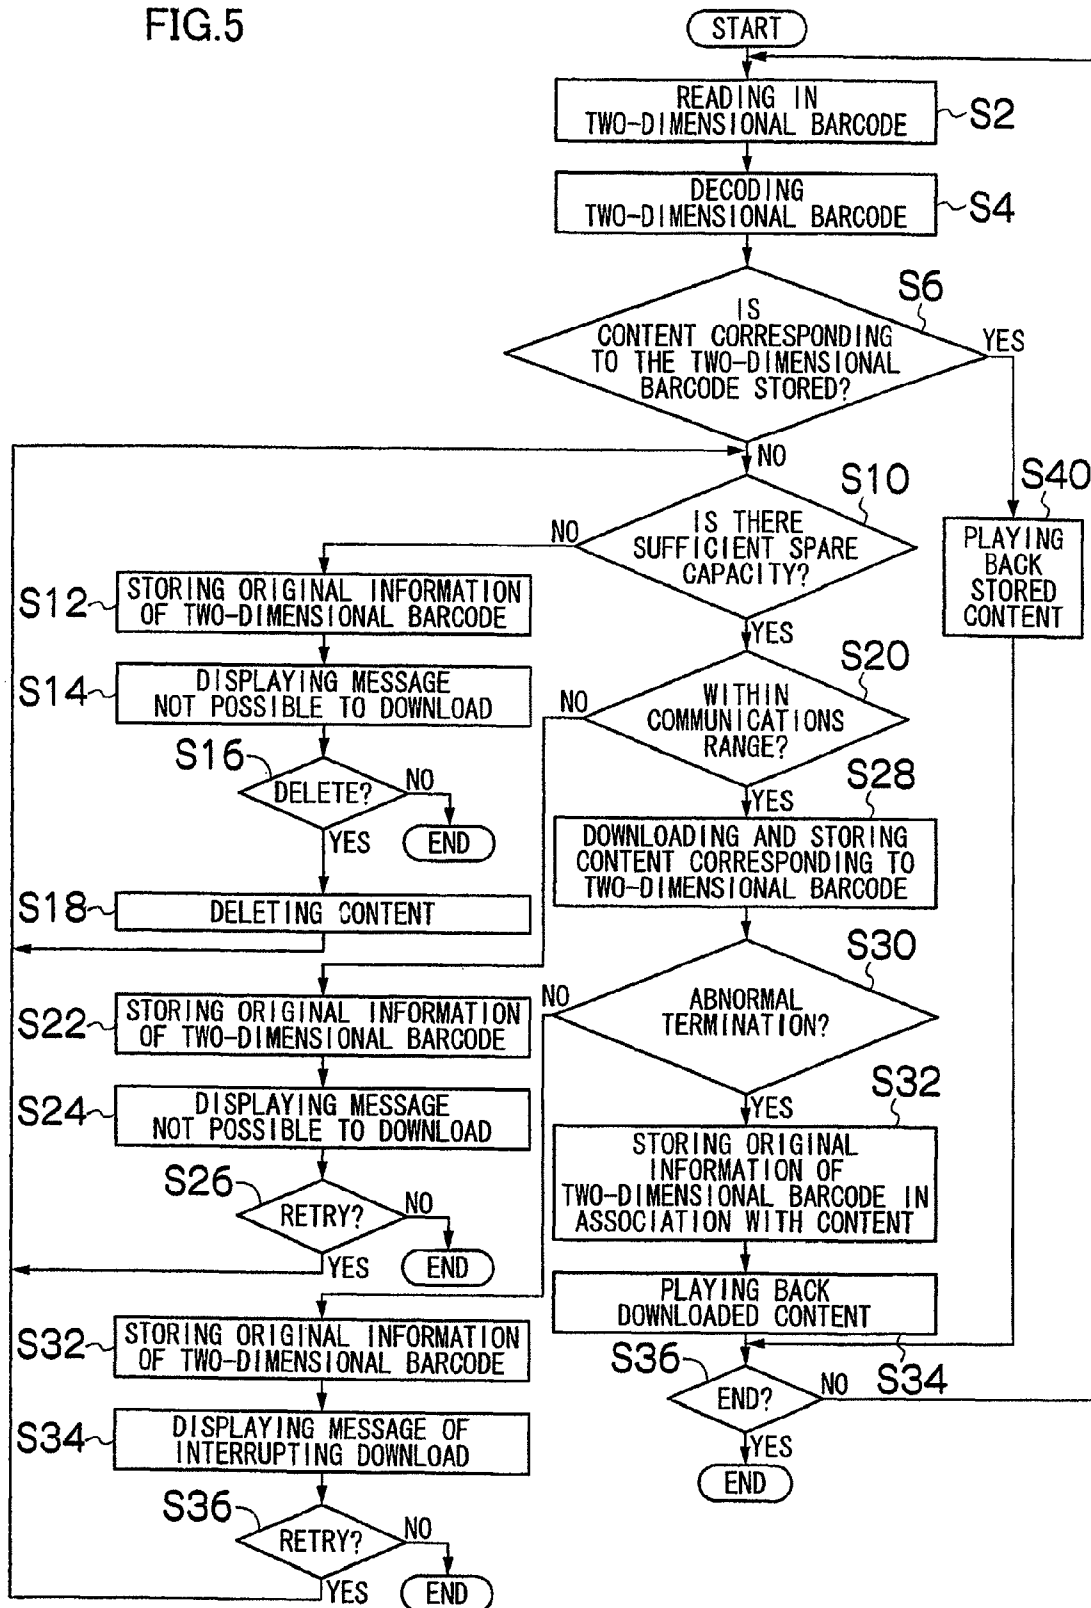 FIG.5
START
READING IN
TWO-DIMENSIONAL BARCODE
S2
DECODING
TWO-DIMENSIONAL BARCODE
S4
S6
IS
CONTENT CORRESPONDING
TO THE TWO-DIMENSIONAL
BARCODE STORED?
YES
NO
S10
IS THERE
SUFFICIENT SPARE
CAPACITY?
NO
YES
S40
PLAYING
BACK
STORED
CONTENT
S12
STORING ORIGINAL INFORMATION
OF TWO-DIMENSIONAL BARCODE
S14
DISPLAYING MESSAGE
NOT POSSIBLE TO DOWNLOAD
S16
DELETE?
NO
END
YES
S18
DELETING CONTENT
S20
WITHIN
COMMUNICATIONS
RANGE?
NO
YES
S28
DOWNLOADING AND STORING
CONTENT CORRESPONDING TO
TWO-DIMENSIONAL BARCODE
S22
STORING ORIGINAL INFORMATION
OF TWO-DIMENSIONAL BARCODE
S24
DISPLAYING MESSAGE
NOT POSSIBLE TO DOWNLOAD
S26
RETRY?
NO
END
YES
S30
ABNORMAL
TERMINATION?
NO
YES
S32
STORING ORIGINAL
INFORMATION OF
TWO-DIMENSIONAL BARCODE IN
ASSOCIATION WITH CONTENT
PLAYING BACK
DOWNLOADED CONTENT
S34
S36
END?
NO
YES
END
S32
STORING ORIGINAL INFORMATION
OF TWO-DIMENSIONAL BARCODE
S34
DISPLAYING MESSAGE OF
INTERRUPTING DOWNLOAD
S36
RETRY?
NO
END
YES